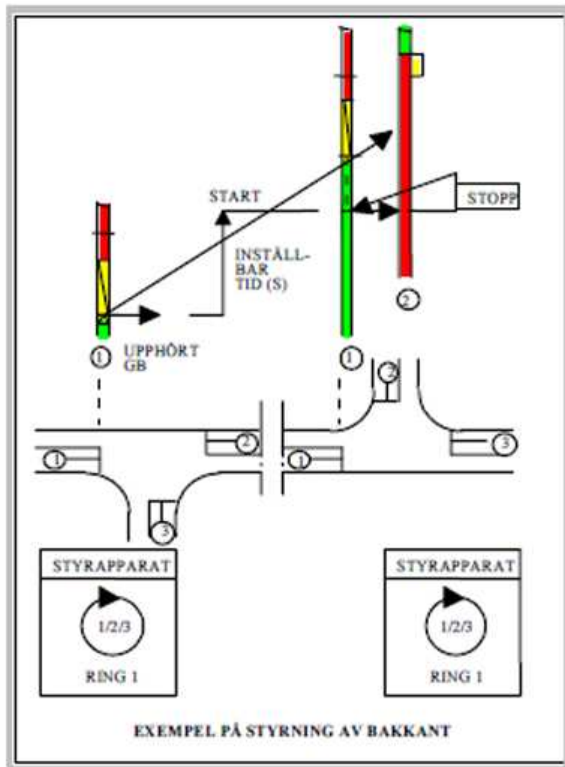 START
STOPP
INSTÄLL-
BAR
TID (S)
2
1
UPPHÖRT
GB
1
2
1
2
1
3
3
STYRAPPARAT
1/2/3
RING 1
STYRAPPARAT
1/2/3
RING 1
EXEMPEL PÅ STYRNING AV BAKKANT